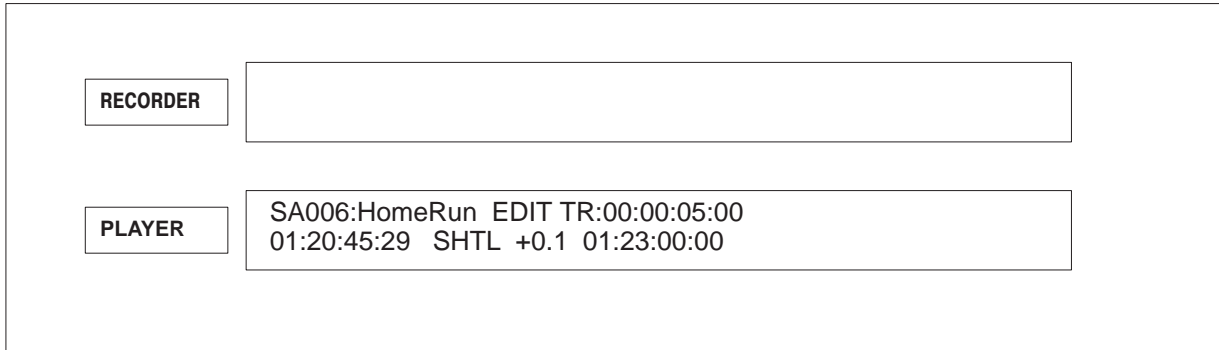 RECORDER
PLAYER
SA006:HomeRun EDIT TR:00:00:05:00
01:20:45:29 SHTL +0.1 01:23:00:00